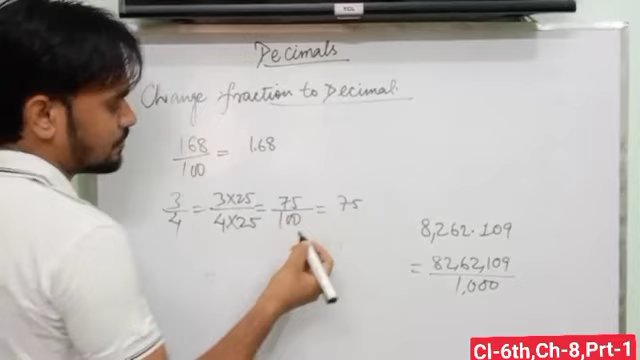 TCL
Decimals
Change fraction to Decimal
168/100 = 1.68
3/4 = 3×25/4×25 = 75/100 = 75
8,262.109
= 82,62,109/1,000
Cl-6th,Ch-8,Prt-1